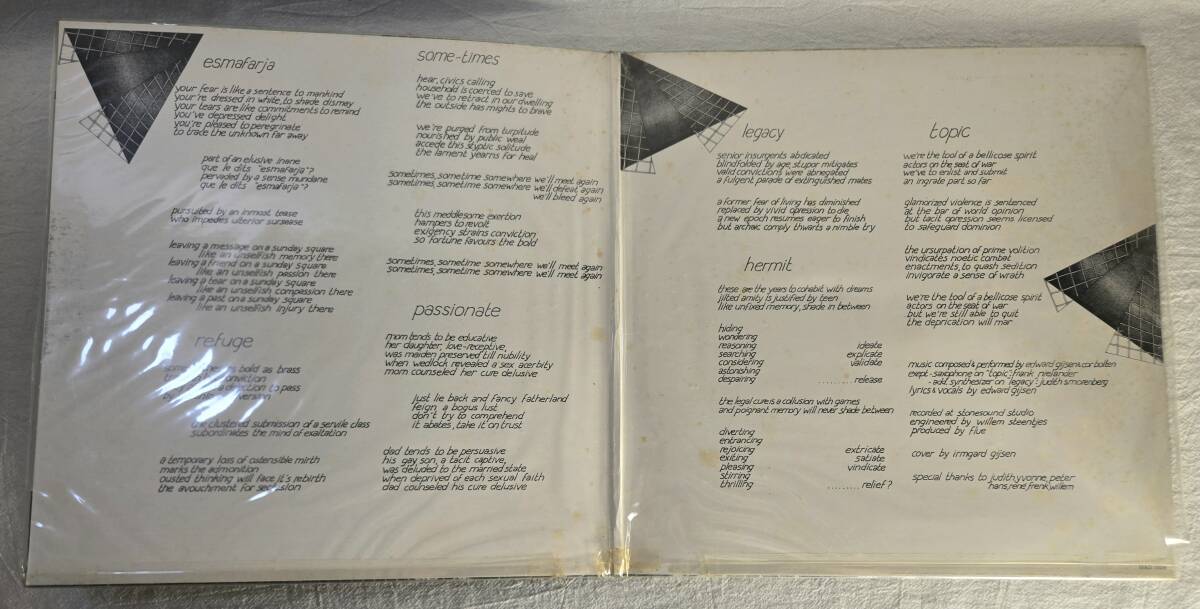 esmafarja
your fear is like a sentence to mankind
your're dressed in white, to shade dismay
your tears are like commitments to remind
you've depressed delight
you're pleased to peregrinate
to trace the unknown far away
part of an elusive inane
que le dits "esmafarja"?
pervaded by a sense mundane
que le dits "esmafarja"?
pursuited by an inmost tease
who impedes ulterior surcease
leaving a message on a sunday square
like an unselfish memory there
leaving a friend on a sunday square
like an unselfish passion there
leaving a tear on a sunday square
like an unselfish compassion there
leaving a past on a sunday square
like an unselfish injury there
refuge
bold as brass
conviction
to pass
version
the clustered submission of a servile class
subordinates the mind of exaltation
a temporary loss of ostensible mirth
marks the admonition
ousted thinking will face it's rebirth
the avouchment for
some-times
hear, civics calling
household is coerced to save
we've to retract in our dwelling
the outside has mights to brave
we're purged from turpitude
nourished by public weal
accede this styptic solitude
the lament yearns for heal
sometimes, sometime somewhere we'll meet again
sometimes, sometime somewhere we'll defeat again
we'll bleed again
this meddlesome exertion
hampers to revolt
exigency strains conviction
so fortune favours the bold
sometimes, sometime somewhere we'll meet again
sometimes, sometime somewhere we'll meet again
passionate
mom tends to be educative
her daughter, love-receptive,
was maiden preserved till nubility
when wedlock revealed a sex acerbity
mom counseled her cure delusive
just lie back and fancy fatherland
feign a bogus lust
don't try to comprehend
it abates, take it on trust
dad tends to be persuasive
his gay son, a tacit captive,
was deluded to the married state
when deprived of each sexual faith
dad counseled his cure delusive
legacy
senior insurgents abdicated
blindfolded by age, stupor mitigates
valid convictions were abnegated
a fulgent parade of extinguished mates
a former fear of living has diminished
replaced by vivid opression to die
a new epoch resumes eager to finish
but archaic comply thwarts a nimble try
hermit
these are the years to cohabit with dreams
jilted amity is justified by teen
like unfixed memory, shade in between
hiding
wondering
reasoning ideate
searching explicate
considering validate
astonishing
despairing ......... release
the legal cure is a collusion with games
and poignant memory will never shade between
diverting
entrancing
rejoicing extricate
exiting satiate
pleasing vindicate
stirring
thrilling ......... relief?
topic
we're the tool of a bellicose spirit
actors on the seat of war
we've to enlist and submit
an ingrate part so far
glamorized violence is sentenced
at the bar of world opinion
but tacit opression seems licensed
to safeguard dominion
the ursurpation of prime volition
vindicates noetic combat
enactments to quash sedition
invigorate a sense of wrath
we're the tool of a bellicose spirit
actors on the seat of war
but we're still able to quit
the deprication will mar
music composed & performed by edward gijsen & cor bolten
exept - saxophone on "topic": frank nielander
- add. synthesizer on "legacy": judith smorenberg
lyrics & vocals by edward gijsen
recorded at stonesound studio
engineered by willem steentjes
produced by flue
cover by irmgard gijsen
special thanks to judith, yvonne, peter
hans, rené, frenk, willem